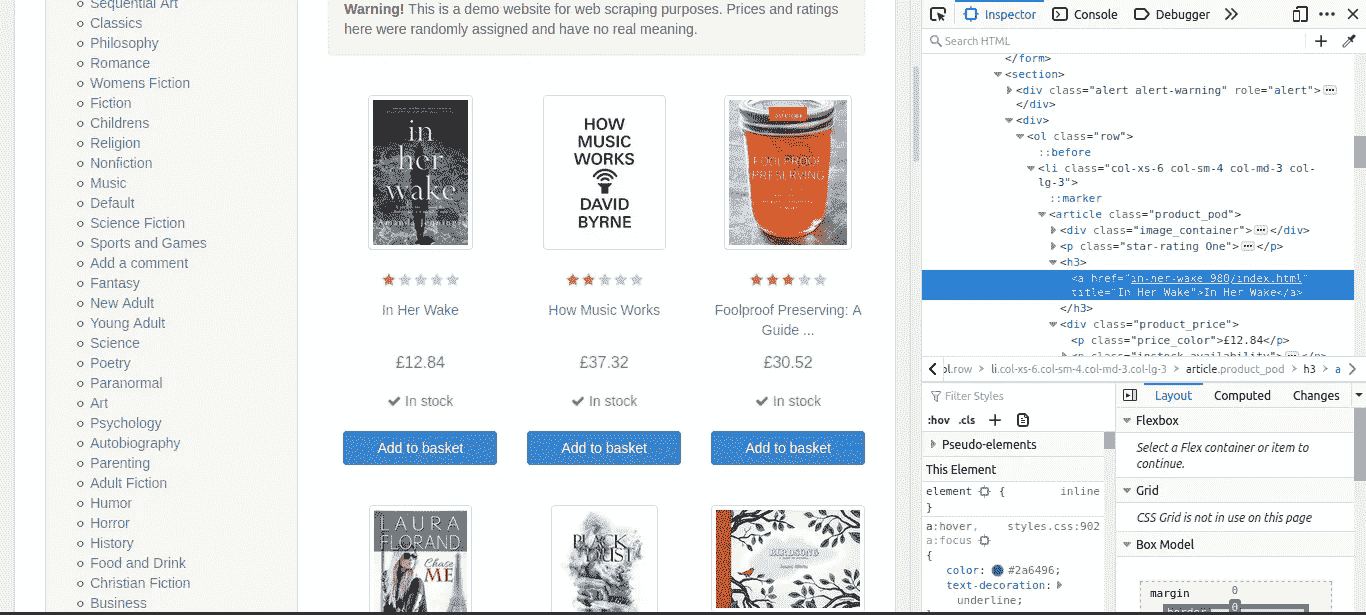 Sequential Art
Classics
Philosophy
Romance
Womens Fiction
Fiction
Childrens
Religion
Nonfiction
Music
Default
Science Fiction
Sports and Games
Add a comment
Fantasy
New Adult
Young Adult
Science
Poetry
Paranormal
Art
Psychology
Autobiography
Parenting
Adult Fiction
Humor
Horror
History
Food and Drink
Christian Fiction
Business
Warning! This is a demo website for web scraping purposes. Prices and ratings
here were randomly assigned and have no real meaning.
in
her
wake
In Her Wake
£12.84
In stock
Add to basket
HOW
MUSIC
WORKS
DAVID
BYRNE
How Music Works
£37.32
In stock
Add to basket
FOOLPROOF
PRESERVING
Foolproof Preserving: A
Guide ...
£30.52
In stock
Add to basket
LAURA
FLORAND
Chase
ME
BLACK
DUST
BIRDSONG
Inspector
Console
Debugger
Search HTML
</form>
<section>
<div class="alert alert-warning" role="alert">
</div>
<div>
<ol class="row">
::before
<li class="col-xs-6 col-sm-4 col-md-3 col-
lg-3">
::marker
<article class="product_pod">
<div class="image_container"></div>
<p class="star-rating One"></p>
<h3>
<a href="in-her-wake_980/index.html"
title="In Her Wake">In Her Wake</a>
</h3>
<div class="product_price">
<p class="price_color">£12.84</p>
<p class="instock availability"></p>
ol.row > li.col-xs-6.col-sm-4.col-md-3.col-lg-3 > article.product_pod > h3 > a
Filter Styles
:hov .cls +
Pseudo-elements
This Element
element { inline
}
a:hover, styles.css:902
a:focus
{
color: #2a6496;
text-decoration:
underline;
Layout
Computed
Changes
Flexbox
Select a Flex container or item to
continue.
Grid
CSS Grid is not in use on this page
Box Model
margin 0
border 0